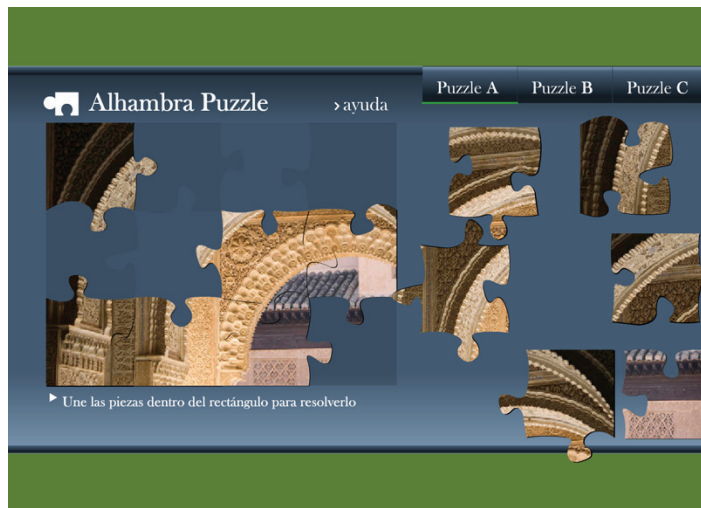 Alhambra Puzzle
› ayuda
Puzzle A
Puzzle B
Puzzle C
Une las piezas dentro del rectángulo para resolverlo